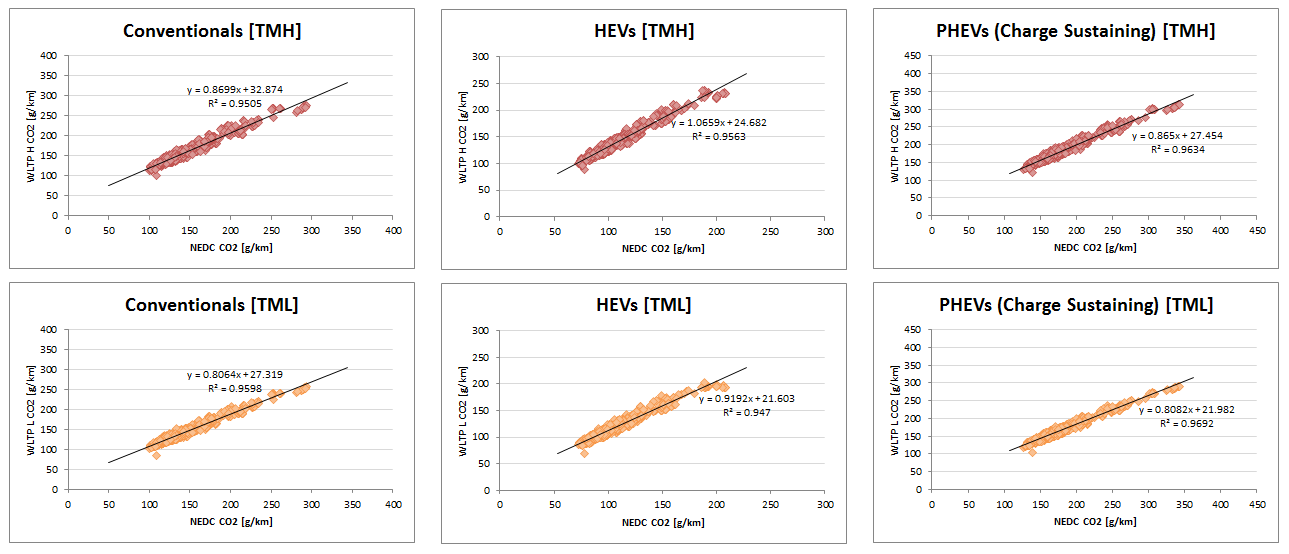 Conventionals [TMH]
WLTP H CO2 [g/km]
400
350
300
250
200
150
100
50
0
y = 0.8699x + 32.874
R² = 0.9505
0 50 100 150 200 250 300 350 400
NEDC CO2 [g/km]
HEVs [TMH]
WLTP H CO2 [g/km]
300
250
200
150
100
50
0
y = 1.0659x + 24.682
R² = 0.9563
0 50 100 150 200 300
NEDC CO2 [g/km]
PHEVs (Charge Sustaining) [TMH]
WLTP H CO2 [g/km]
450
400
350
300
250
200
150
100
50
0
y = 0.865x + 27.454
R² = 0.9634
0 50 100 150 200 250 300 350 400 450
NEDC CO2 [g/km]
Conventionals [TML]
WLTP L CO2 [g/km]
400
350
300
250
200
150
100
50
0
y = 0.8064x + 27.319
R² = 0.9598
0 50 100 150 200 250 300 350 400
NEDC CO2 [g/km]
HEVs [TML]
WLTP L CO2 [g/km]
300
250
200
150
100
50
0
y = 0.9192x + 21.603
R² = 0.947
0 50 100 150 200 300
NEDC CO2 [g/km]
PHEVs (Charge Sustaining) [TML]
WLTP L CO2 [g/km]
450
400
350
300
250
200
150
100
50
0
y = 0.8082x + 21.982
R² = 0.9692
0 50 100 150 200 250 300 350 400 450
NEDC CO2 [g/km]